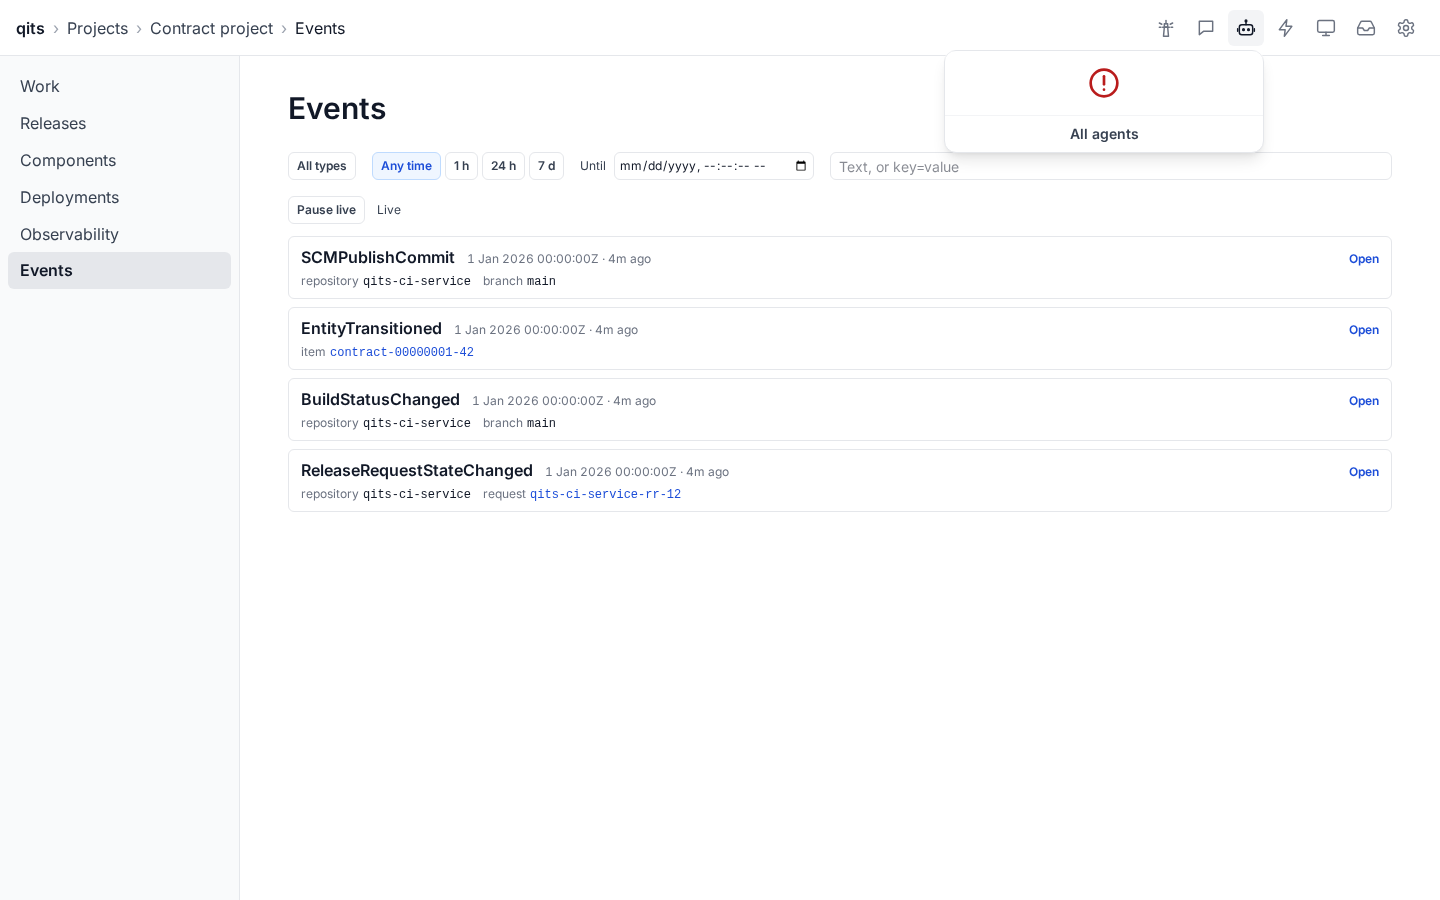 qits › Projects › Contract project › Events
All agents
Work
Releases
Components
Deployments
Observability
Events
Events
All types Any time 1 h 24 h 7 d Until mm/dd/yyyy, --:--:-- -- Text, or key=value
Pause live Live
SCMPublishCommit 1 Jan 2026 00:00:00Z · 4m ago Open
repository qits-ci-service branch main
EntityTransitioned 1 Jan 2026 00:00:00Z · 4m ago Open
item contract-00000001-42
BuildStatusChanged 1 Jan 2026 00:00:00Z · 4m ago Open
repository qits-ci-service branch main
ReleaseRequestStateChanged 1 Jan 2026 00:00:00Z · 4m ago Open
repository qits-ci-service request qits-ci-service-rr-12